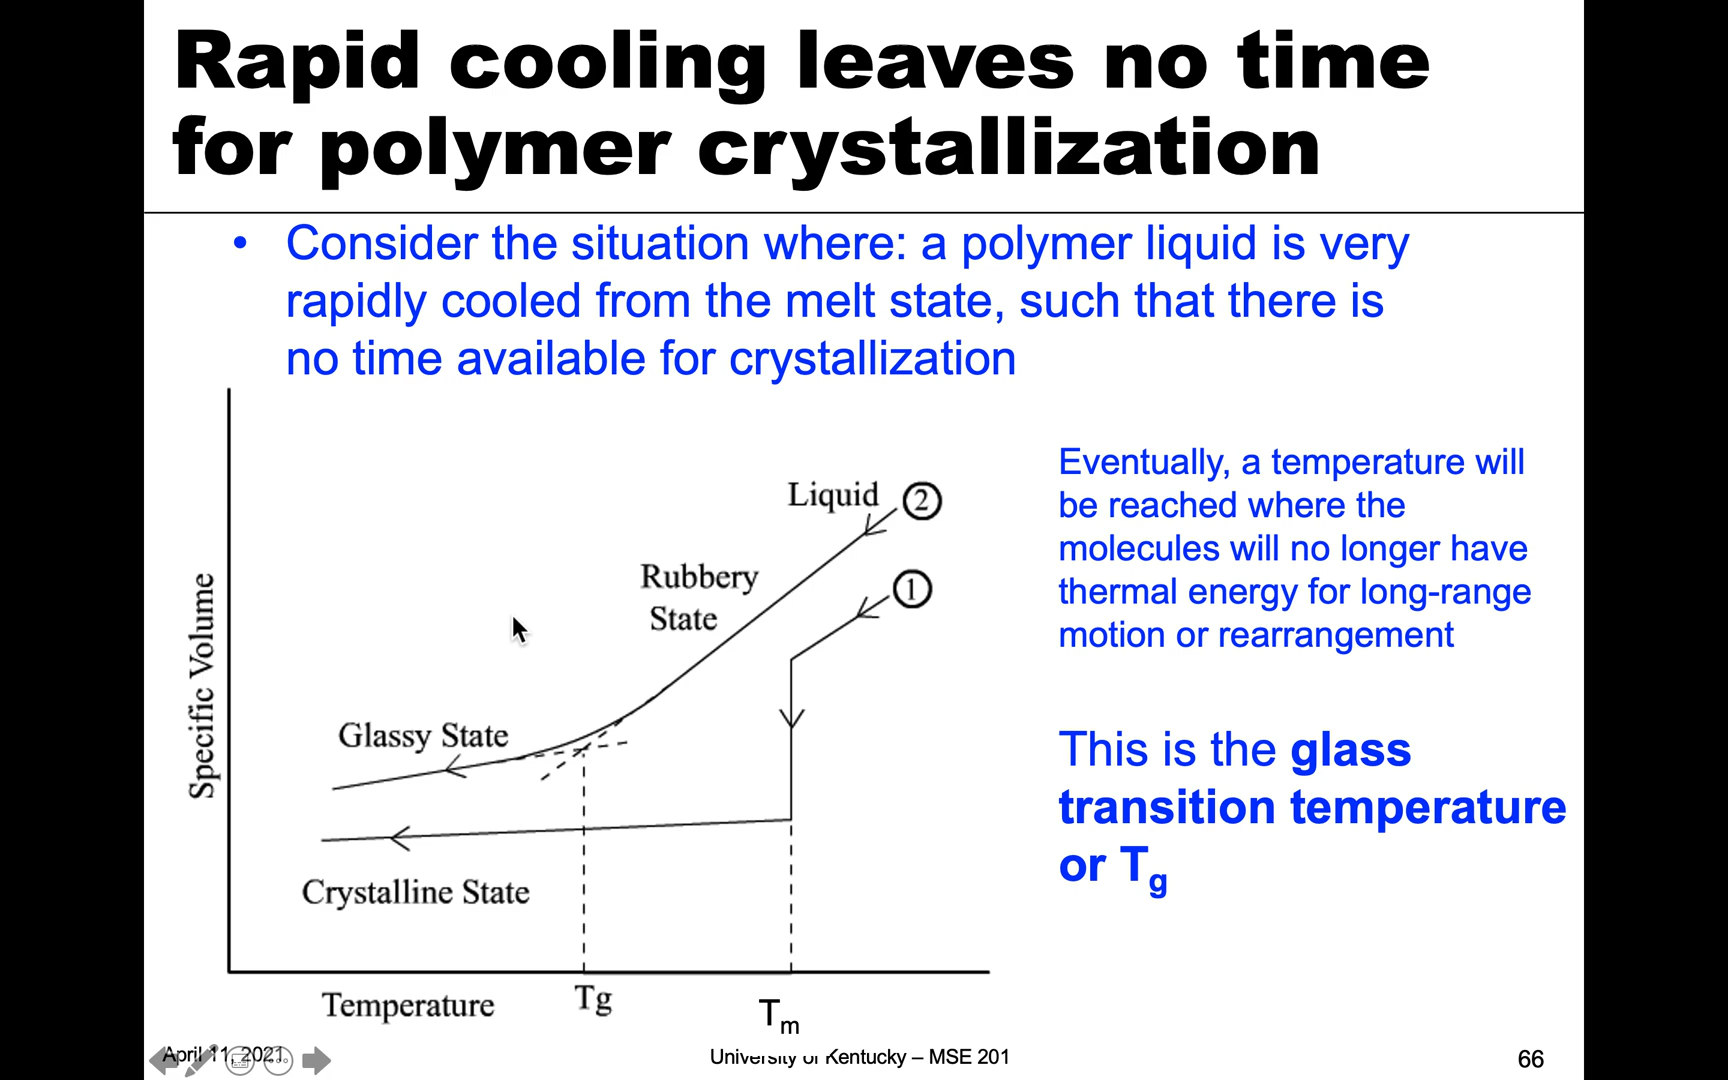 Rapid cooling leaves no time
for polymer crystallization
• Consider the situation where: a polymer liquid is very
rapidly cooled from the melt state, such that there is
no time available for crystallization
Liquid ②
Rubbery
State
①
Glassy State
Crystalline State
Specific Volume
Temperature
Tg
Tm
Eventually, a temperature will
be reached where the
molecules will no longer have
thermal energy for long-range
motion or rearrangement
This is the glass
transition temperature
or Tg
April 11, 2021
University of Kentucky – MSE 201
66